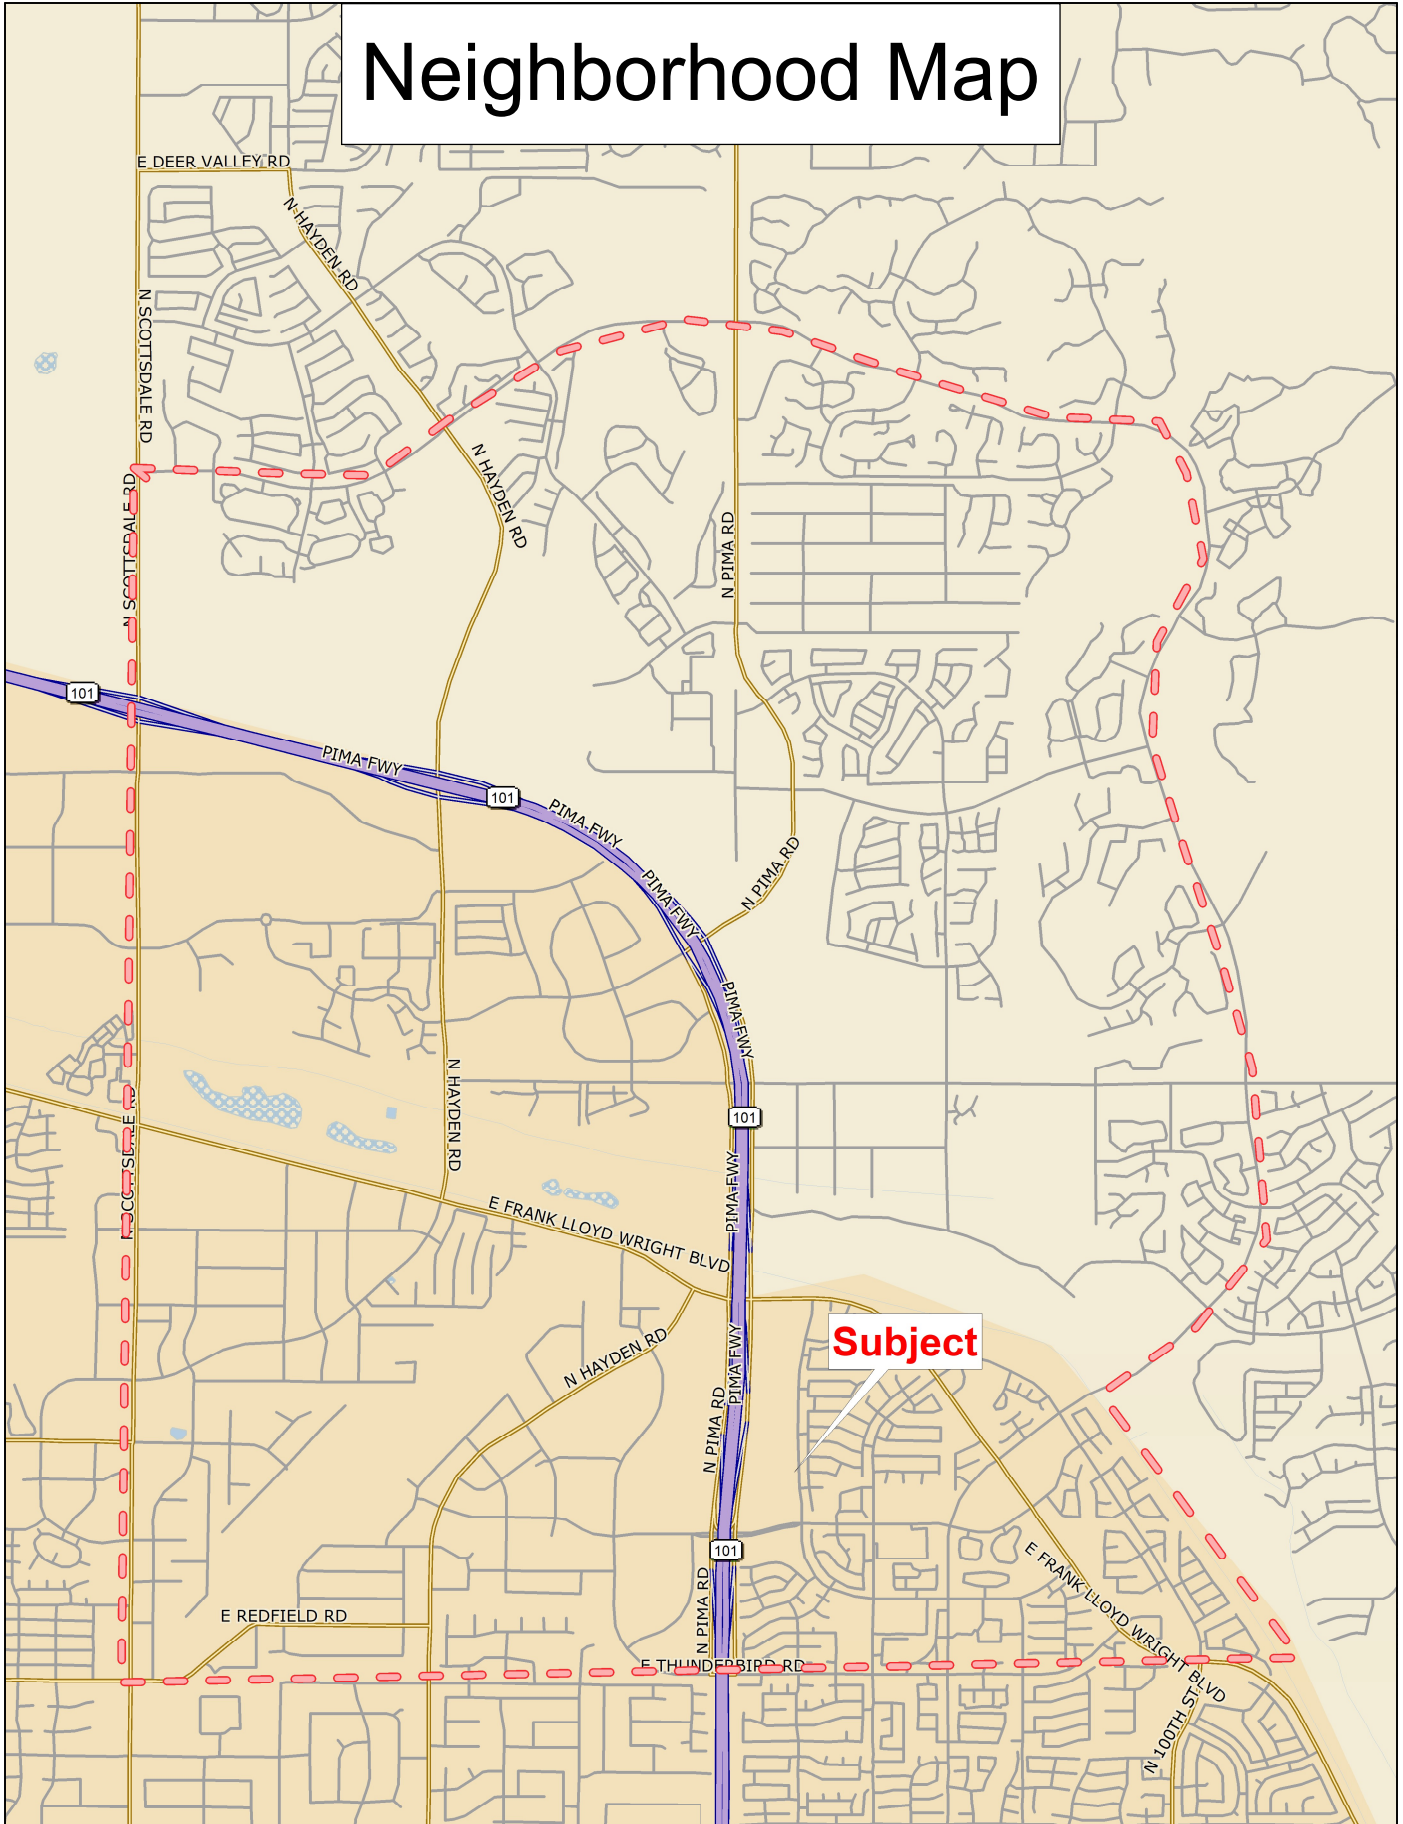 Neighborhood Map
E DEER VALLEY RD
N HAYDEN RD
N SCOTTSDALE RD
N HAYDEN RD
N SCOTTSDALE RD
N PIMA RD
101
PIMA FWY
101
PIMA FWY
N PIMA RD
PIMA FWY
PIMA FWY
N HAYDEN RD
N SCOTTSDALE RD
101
PIMA FWY
E FRANK LLOYD WRIGHT BLVD
Subject
N HAYDEN RD
PIMA FWY
N PIMA RD
101
E FRANK LLOYD WRIGHT BLVD
N PIMA RD
E REDFIELD RD
E THUNDERBIRD RD
N 100TH ST